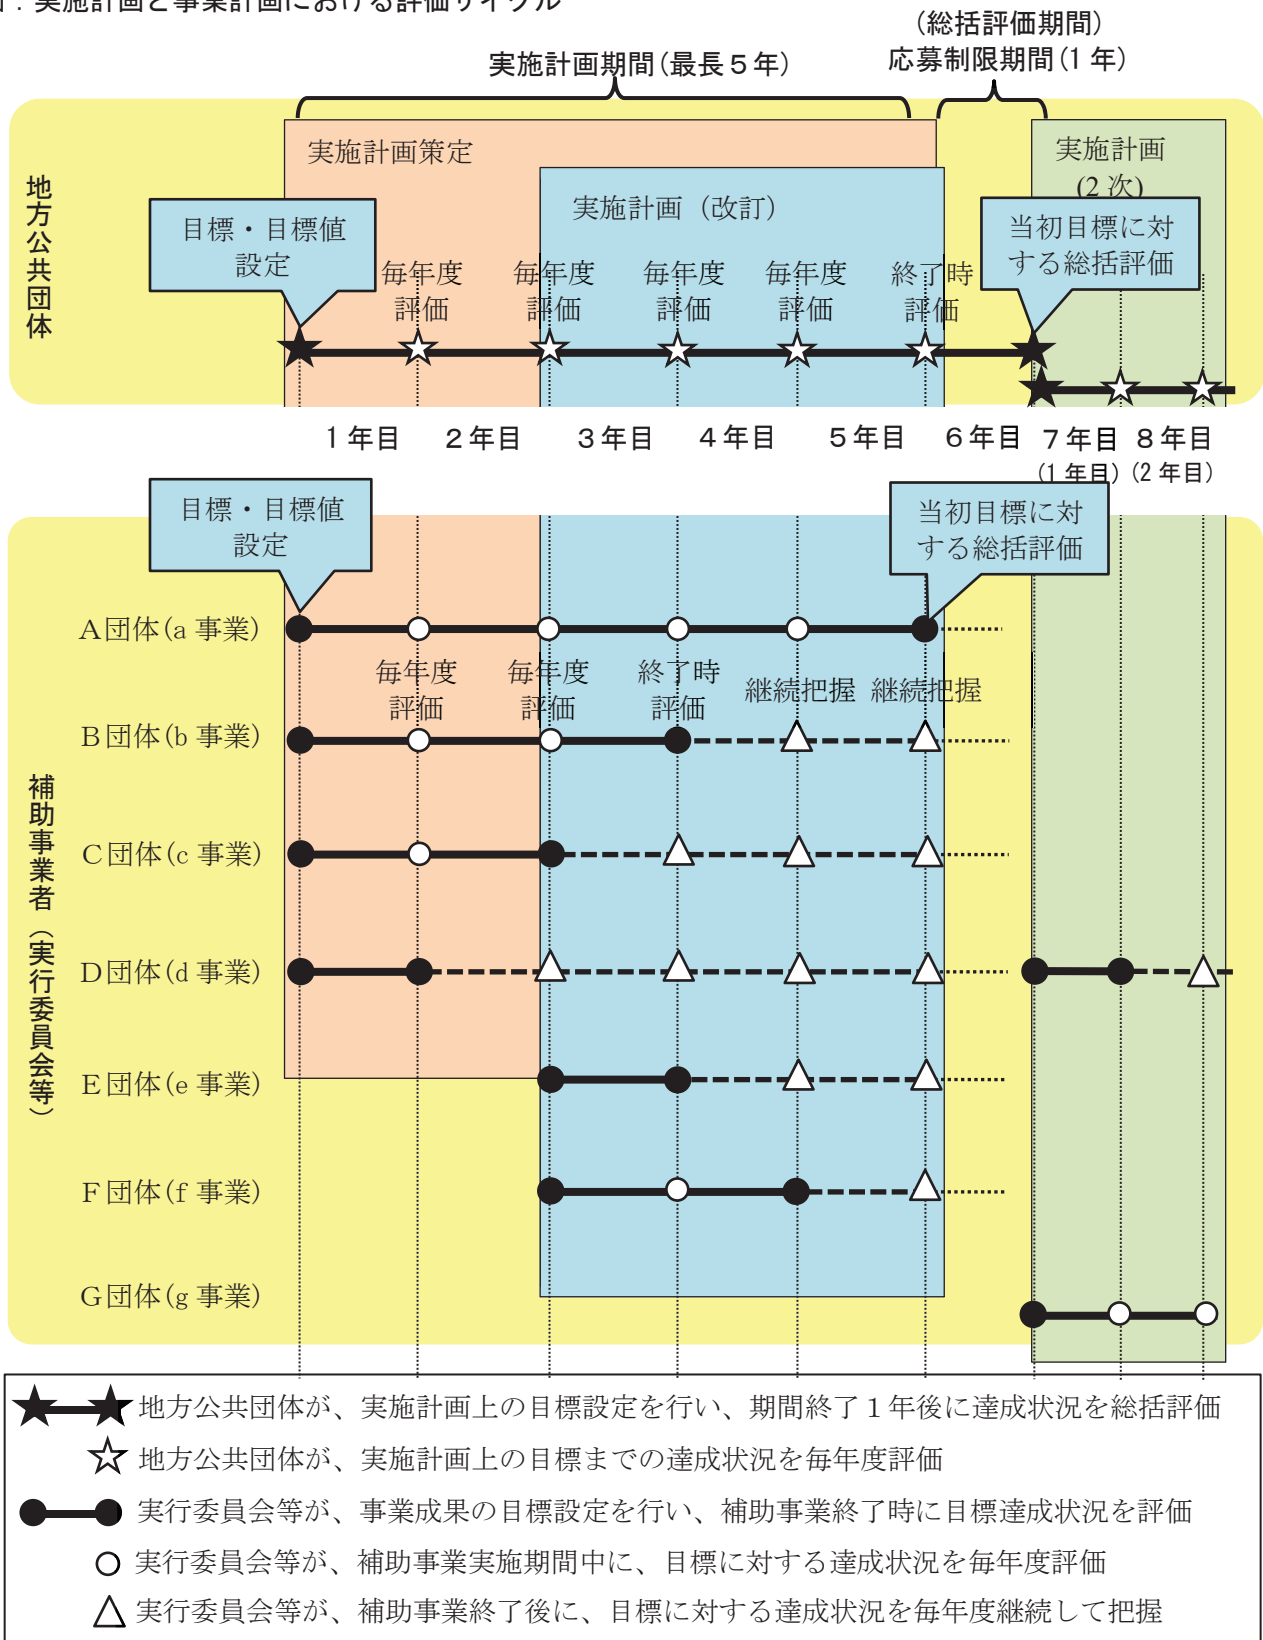 ：実施計画と事業計画における評価サイクル
(総括評価期間)
実施計画期間(最長５年)
応募制限期間(1 年)
地方公共団体
実施計画策定
実施計画
(2 次)
実施計画（改訂）
目標・目標値
設定
当初目標に対
する総括評価
毎年度
評価
毎年度
評価
毎年度
評価
毎年度
評価
終了時
評価
１年目
２年目
３年目
４年目
５年目
６年目
７年目
８年目
(1 年目)
(2 年目)
目標・目標値
設定
当初目標に対
する総括評価
補助事業者（実行委員会等）
Ａ団体(a 事業)
毎年度
評価
毎年度
評価
終了時
評価
継続把握
継続把握
Ｂ団体(b 事業)
Ｃ団体(c 事業)
Ｄ団体(d 事業)
Ｅ団体(e 事業)
Ｆ団体(f 事業)
Ｇ団体(g 事業)
地方公共団体が、実施計画上の目標設定を行い、期間終了１年後に達成状況を総括評価
地方公共団体が、実施計画上の目標までの達成状況を毎年度評価
実行委員会等が、事業成果の目標設定を行い、補助事業終了時に目標達成状況を評価
実行委員会等が、補助事業実施期間中に、目標に対する達成状況を毎年度評価
実行委員会等が、補助事業終了後に、目標に対する達成状況を毎年度継続して把握